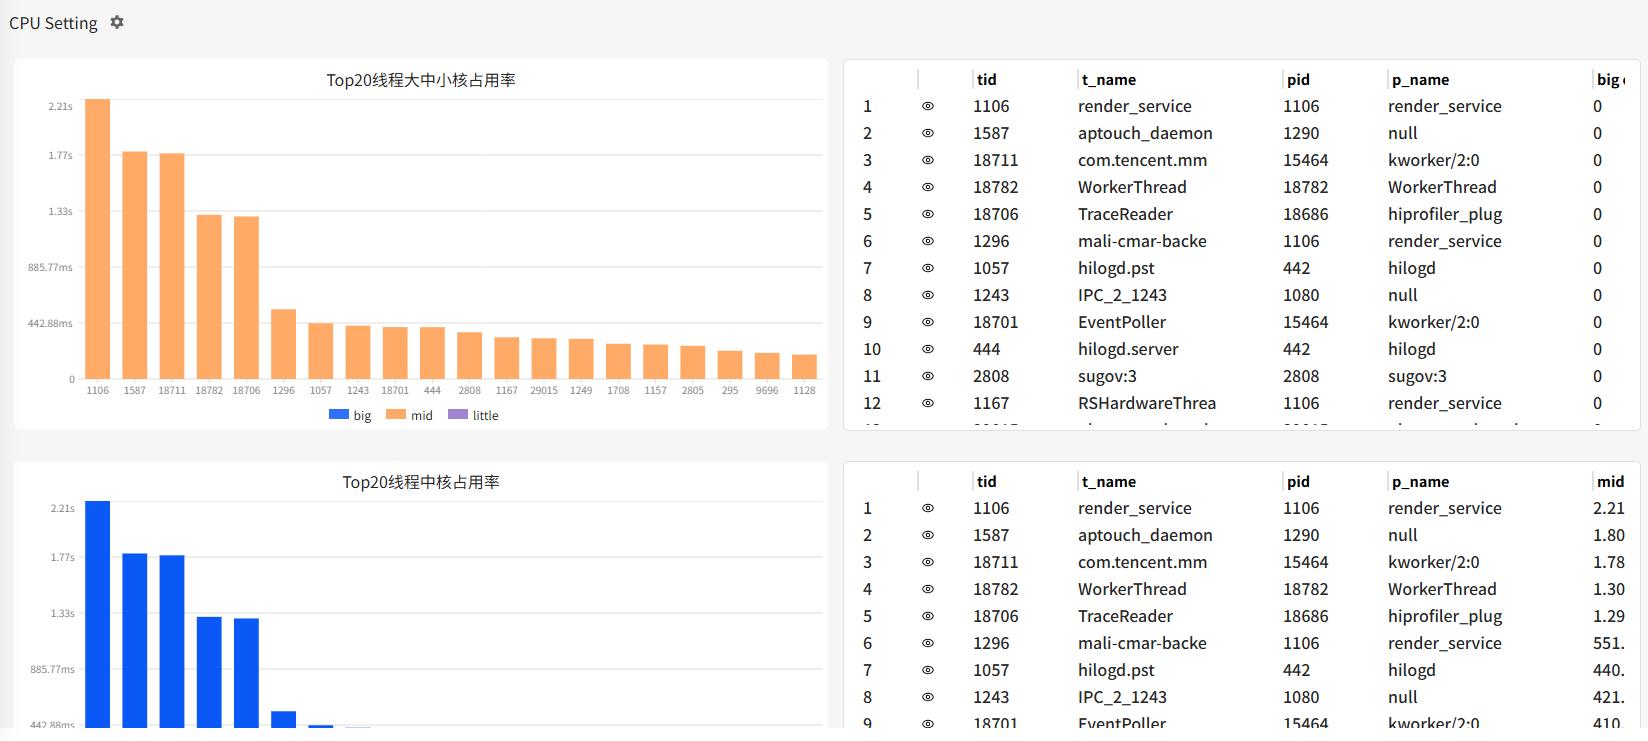 CPU Setting
Top20线程大中小核占用率
2.21s
1.77s
1.33s
885.77ms
442.88ms
0
1106 1587 18711 18782 18706 1296 1057 1243 18701 444 2808 1167 29015 1249 1708 1157 2805 295 9696 1128
big mid little
tid t_name pid p_name big
1 1106 render_service 1106 render_service 0
2 1587 aptouch_daemon 1290 null 0
3 18711 com.tencent.mm 15464 kworker/2:0 0
4 18782 WorkerThread 18782 WorkerThread 0
5 18706 TraceReader 18686 hiprofiler_plug 0
6 1296 mali-cmar-backe 1106 render_service 0
7 1057 hilogd.pst 442 hilogd 0
8 1243 IPC_2_1243 1080 null 0
9 18701 EventPoller 15464 kworker/2:0 0
10 444 hilogd.server 442 hilogd 0
11 2808 sugov:3 2808 sugov:3 0
12 1167 RSHardwareThrea 1106 render_service 0
Top20线程中核占用率
2.21s
1.77s
1.33s
885.77ms
442.88ms
tid t_name pid p_name mid
1 1106 render_service 1106 render_service 2.21
2 1587 aptouch_daemon 1290 null 1.80
3 18711 com.tencent.mm 15464 kworker/2:0 1.78
4 18782 WorkerThread 18782 WorkerThread 1.30
5 18706 TraceReader 18686 hiprofiler_plug 1.29
6 1296 mali-cmar-backe 1106 render_service 551.
7 1057 hilogd.pst 442 hilogd 440.
8 1243 IPC_2_1243 1080 null 421.
9 18701 EventPoller 15464 kworker/2:0 410.